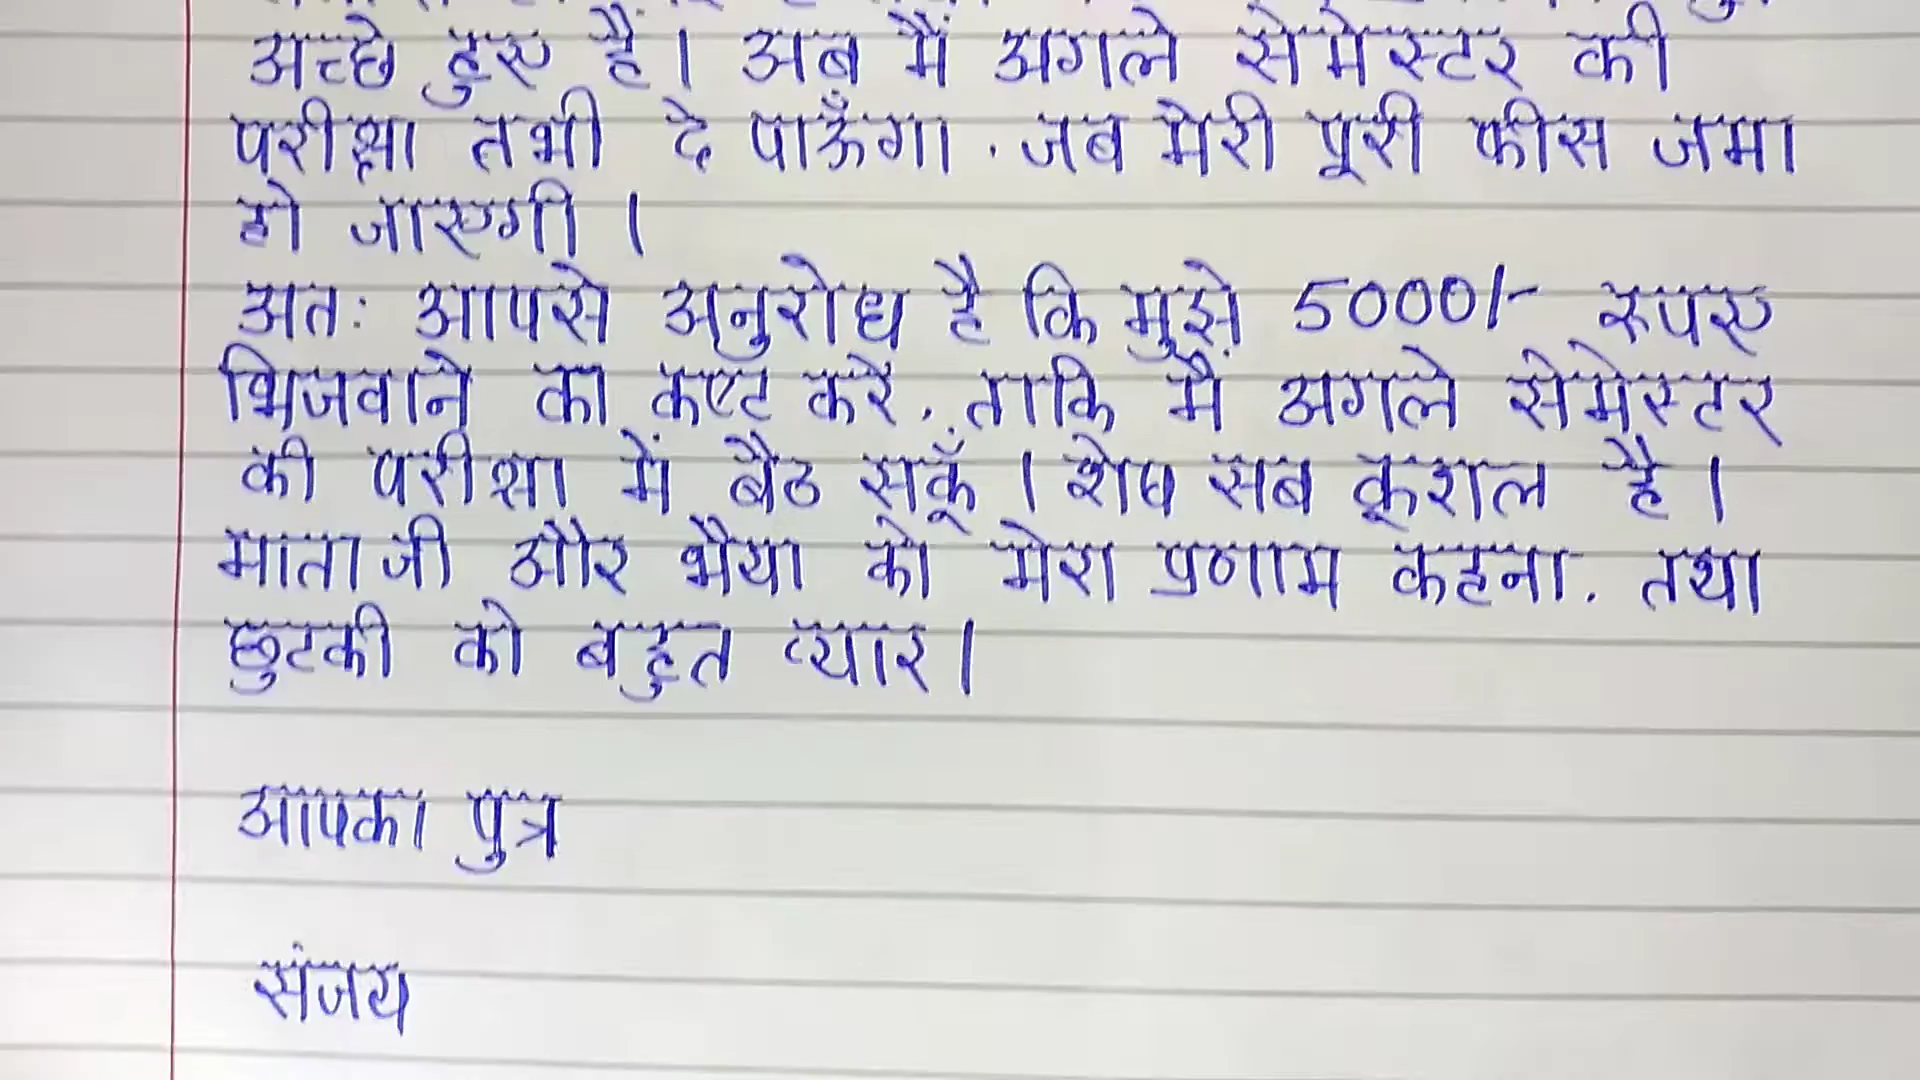 अच्छे हुए हैं। अब मैं अगले सेमेस्टर की
परीक्षा तभी दे पाऊँगा. जब मेरी पूरी फीस जमा
हो जाएगी।
अतः आपसे अनुरोध है कि मुझे 5000/- रुपए
भिजवाने का कष्ट करें. ताकि मैं अगले सेमेस्टर
की परीक्षा में बैठ सकूँ। शेष सब कूशल है।
माताजी और भैया को मेरा प्रणाम कहना. तथा
छुटकी को बहुत प्यार।
आपका पुत्र
संजय